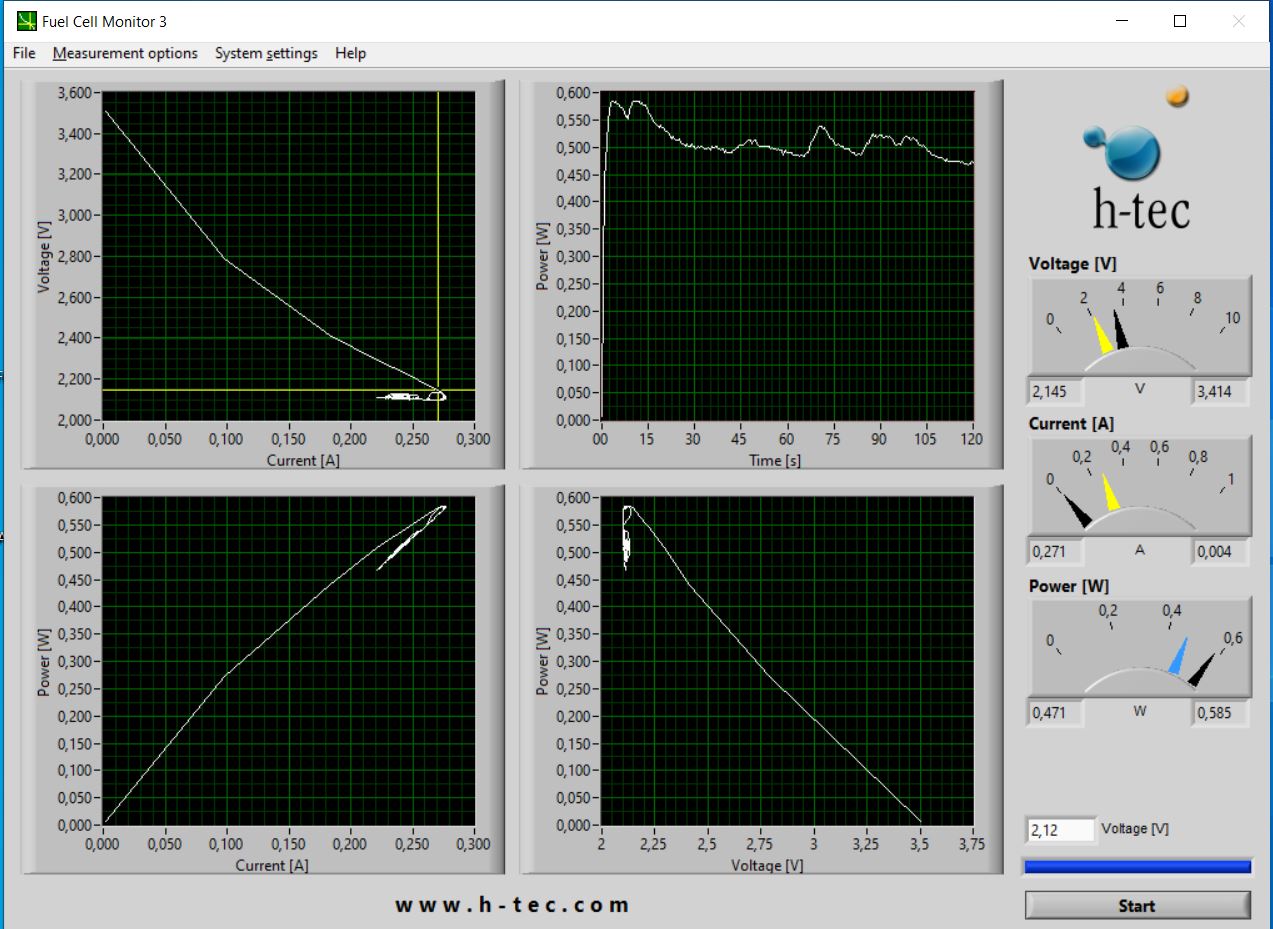 Fuel Cell Monitor 3
File Measurement options System settings Help
3,600
3,400
3,200
3,000
2,800
2,600
2,400
2,200
2,000
Voltage [V]
0,000 0,050 0,100 0,150 0,200 0,250 0,300
Current [A]
0,600
0,550
0,500
0,450
0,400
0,350
0,300
0,250
0,200
0,150
0,100
0,050
0,000
Power [W]
00 15 30 45 60 75 90 105 120
Time [s]
0,600
0,550
0,500
0,450
0,400
0,350
0,300
0,250
0,200
0,150
0,100
0,050
0,000
Power [W]
0,000 0,050 0,100 0,150 0,200 0,250 0,300
Current [A]
0,600
0,550
0,500
0,450
0,400
0,350
0,300
0,250
0,200
0,150
0,100
0,050
0,000
Power [W]
2 2,25 2,5 2,75 3 3,25 3,5 3,75
Voltage [V]
h-tec
Voltage [V]
0 2 4 6 8 10
2,145 V 3,414
Current [A]
0 0,2 0,4 0,6 0,8 1
0,271 A 0,004
Power [W]
0 0,2 0,4 0,6
0,471 W 0,585
2,12 Voltage [V]
Start
www.h-tec.com